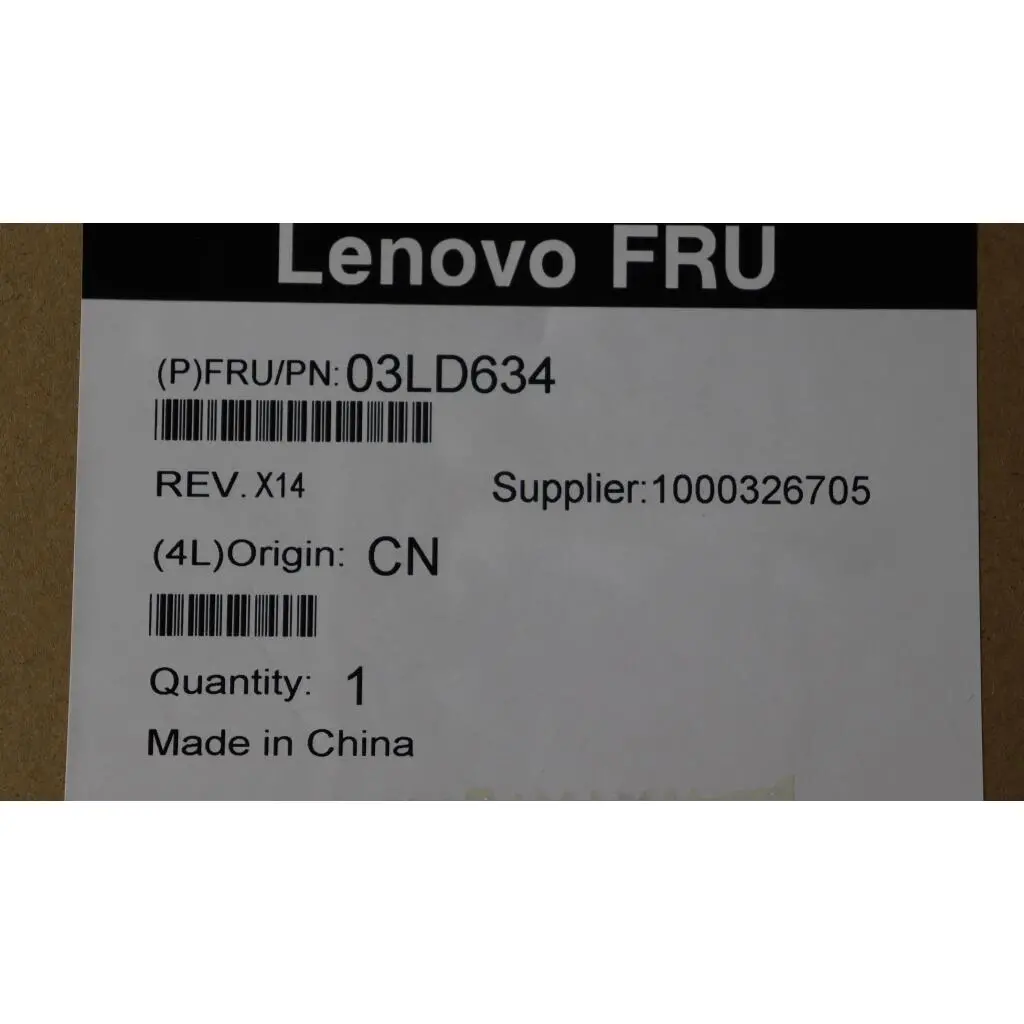 Lenovo FRU
(P)FRU/PN: 03LD634
REV. X14 Supplier:1000326705
(4L)Origin: CN
Quantity: 1
Made in China